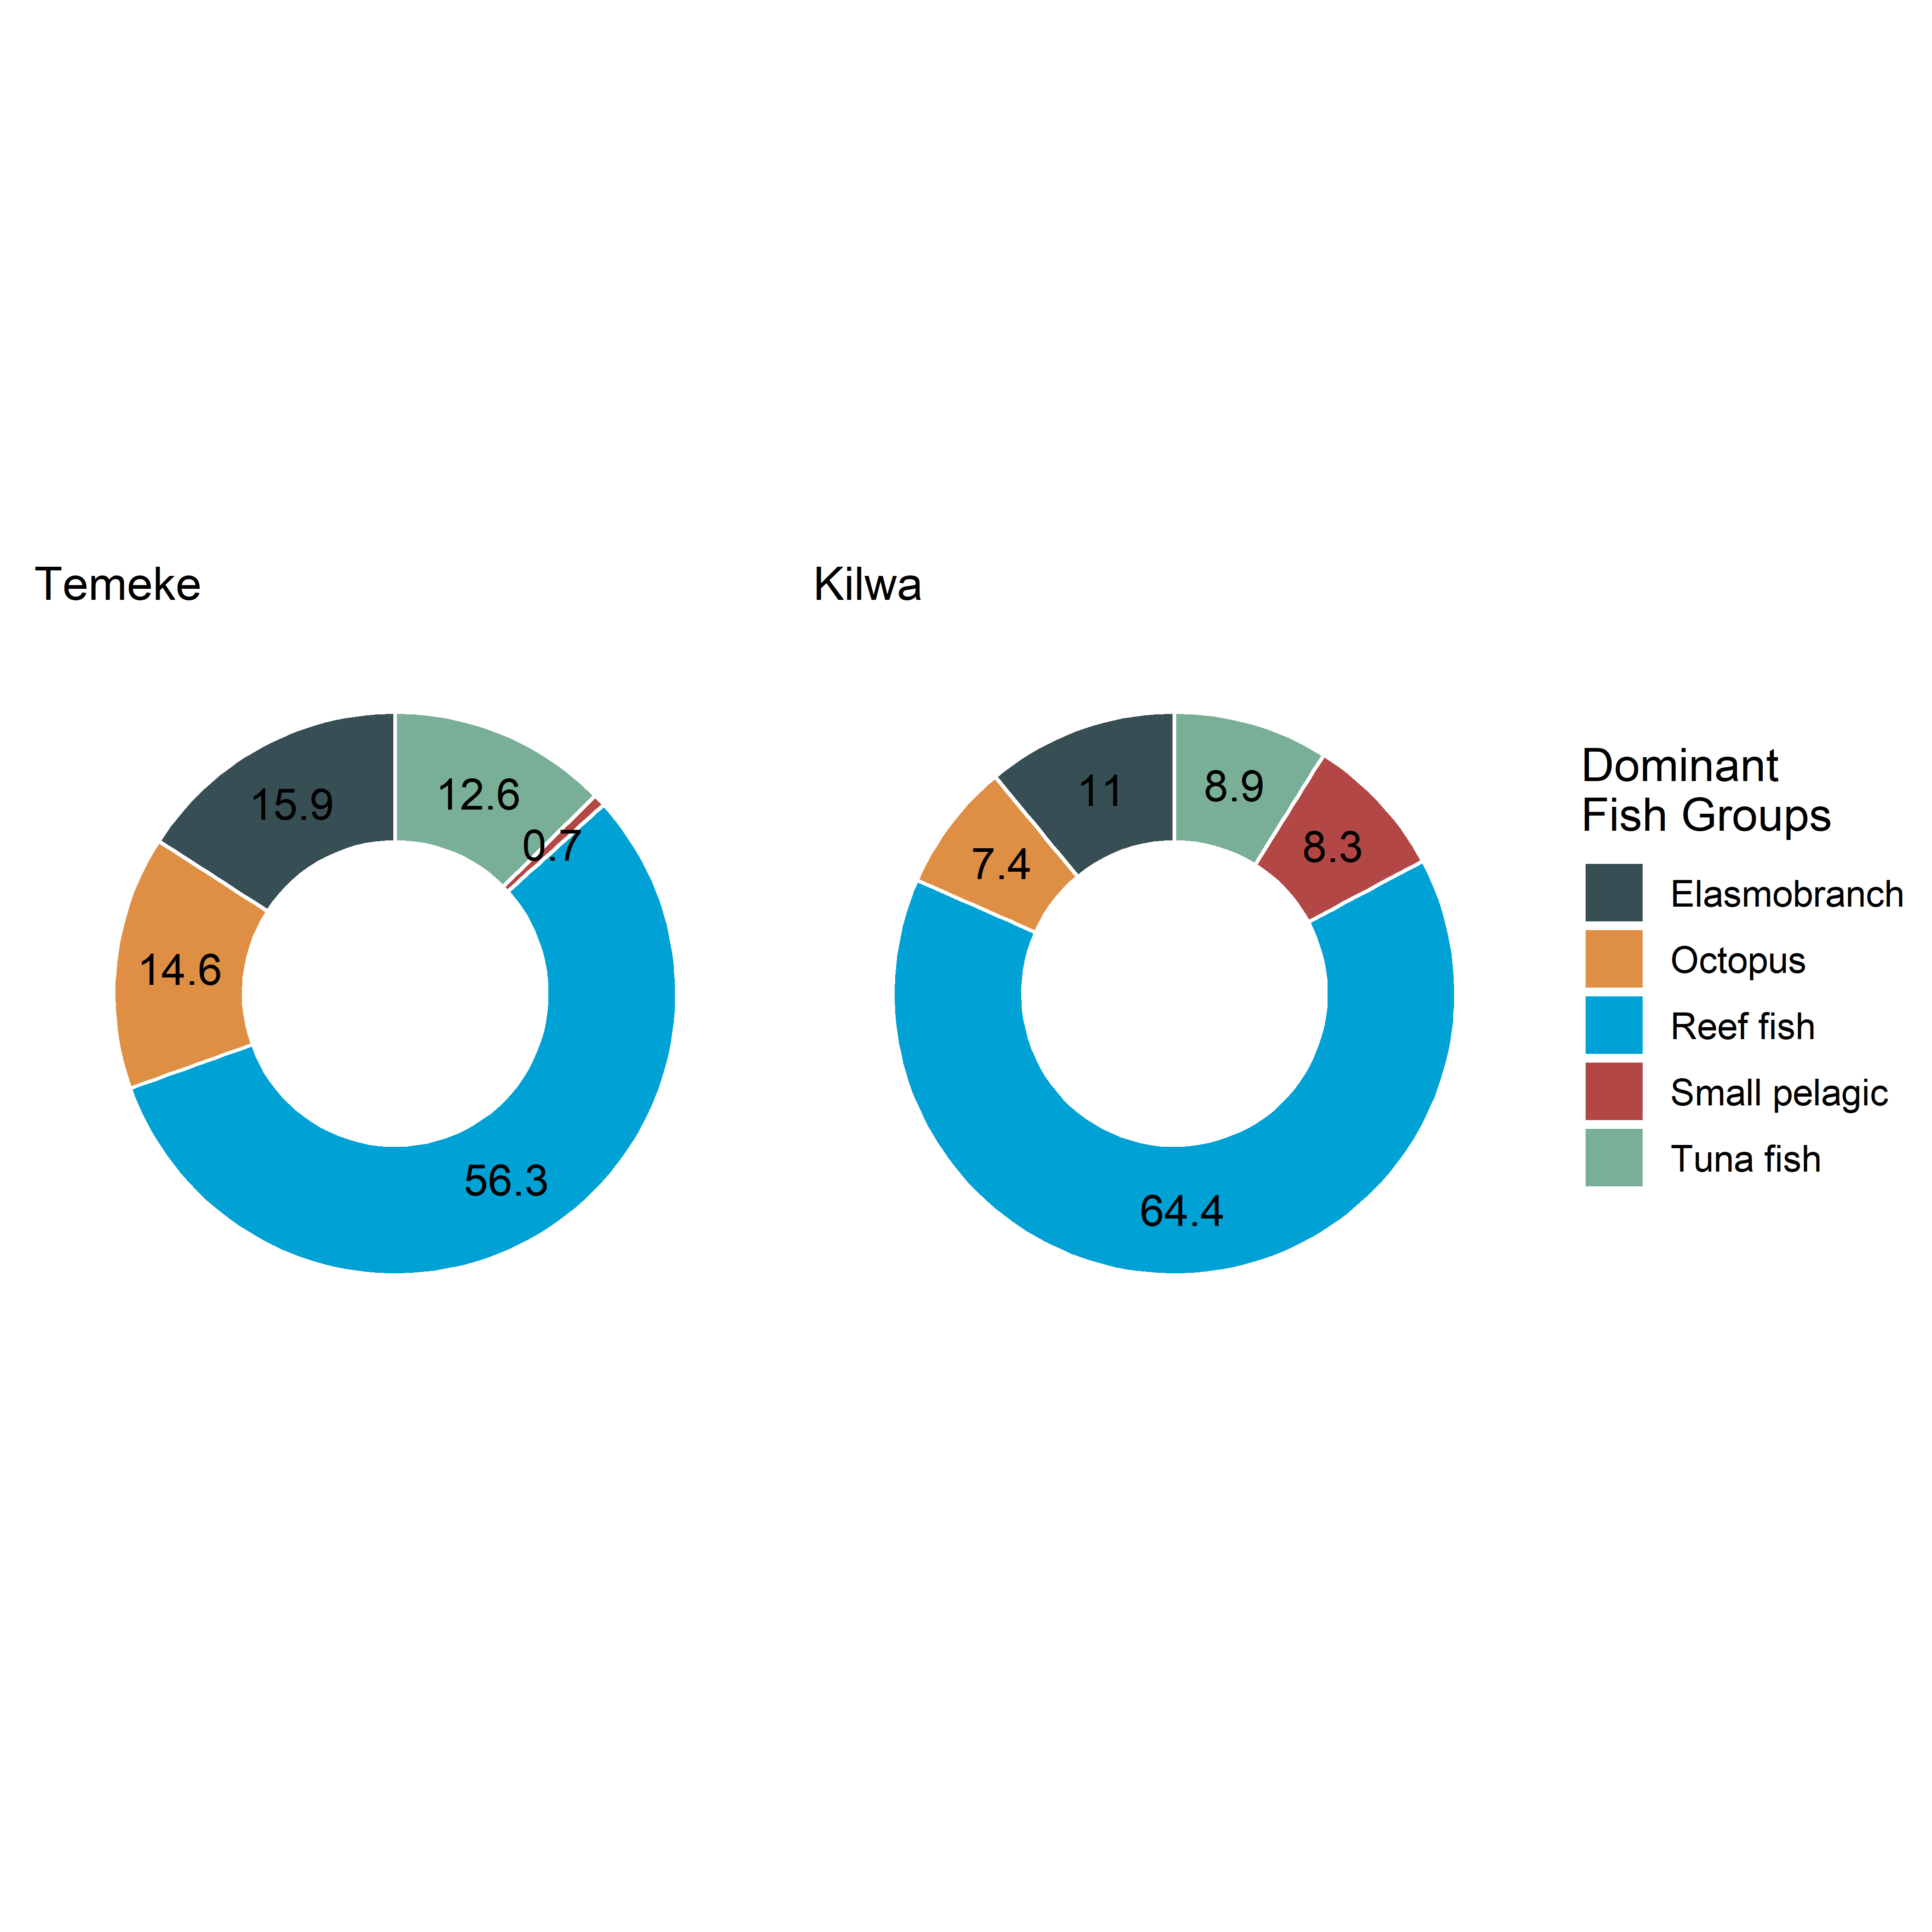 Temeke
12.6
0.7
15.9
14.6
56.3
Kilwa
8.9
8.3
11
7.4
64.4
Dominant
Fish Groups
Elasmobranch
Octopus
Reef fish
Small pelagic
Tuna fish